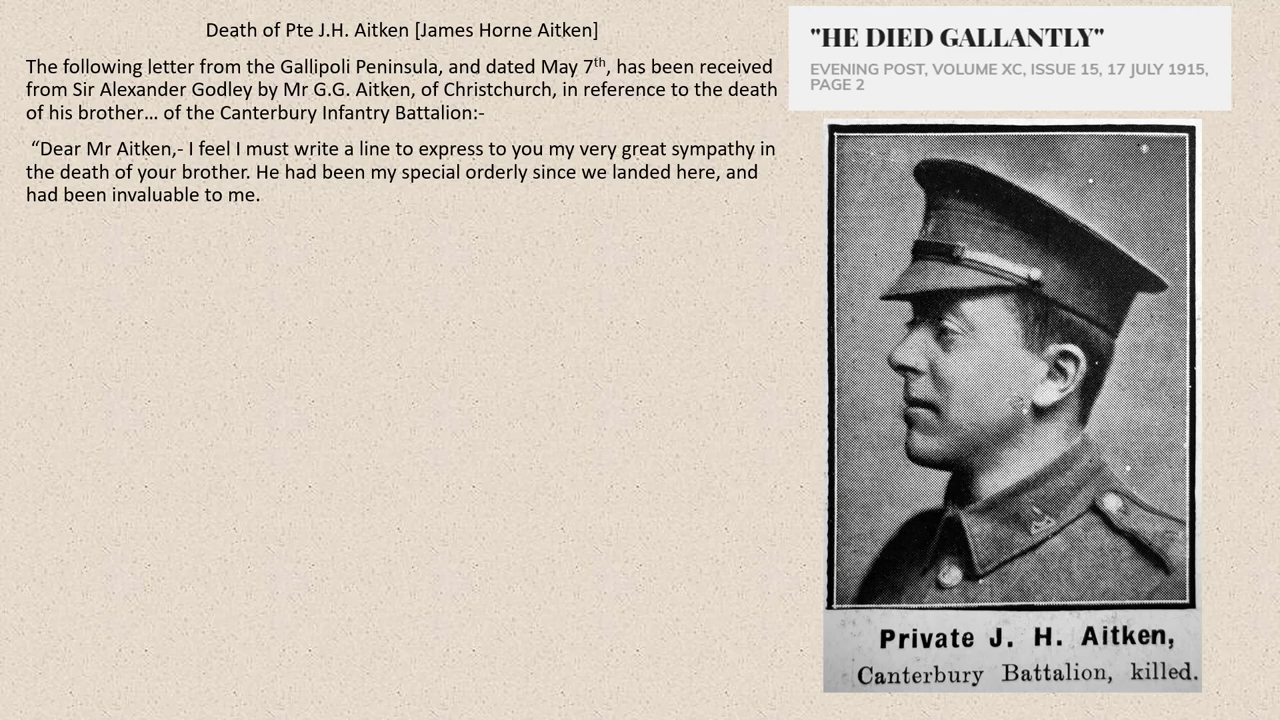 Death of Pte J.H. Aitken [James Horne Aitken]
The following letter from the Gallipoli Peninsula, and dated May 7th, has been received
from Sir Alexander Godley by Mr G.G. Aitken, of Christchurch, in reference to the death
of his brother... of the Canterbury Infantry Battalion:-
“Dear Mr Aitken,- I feel I must write a line to express to you my very great sympathy in
the death of your brother. He had been my special orderly since we landed here, and
had been invaluable to me.
"HE DIED GALLANTLY"
EVENING POST, VOLUME XC, ISSUE 15, 17 JULY 1915,
PAGE 2
Private J. H. Aitken,
Canterbury Battalion, killed.